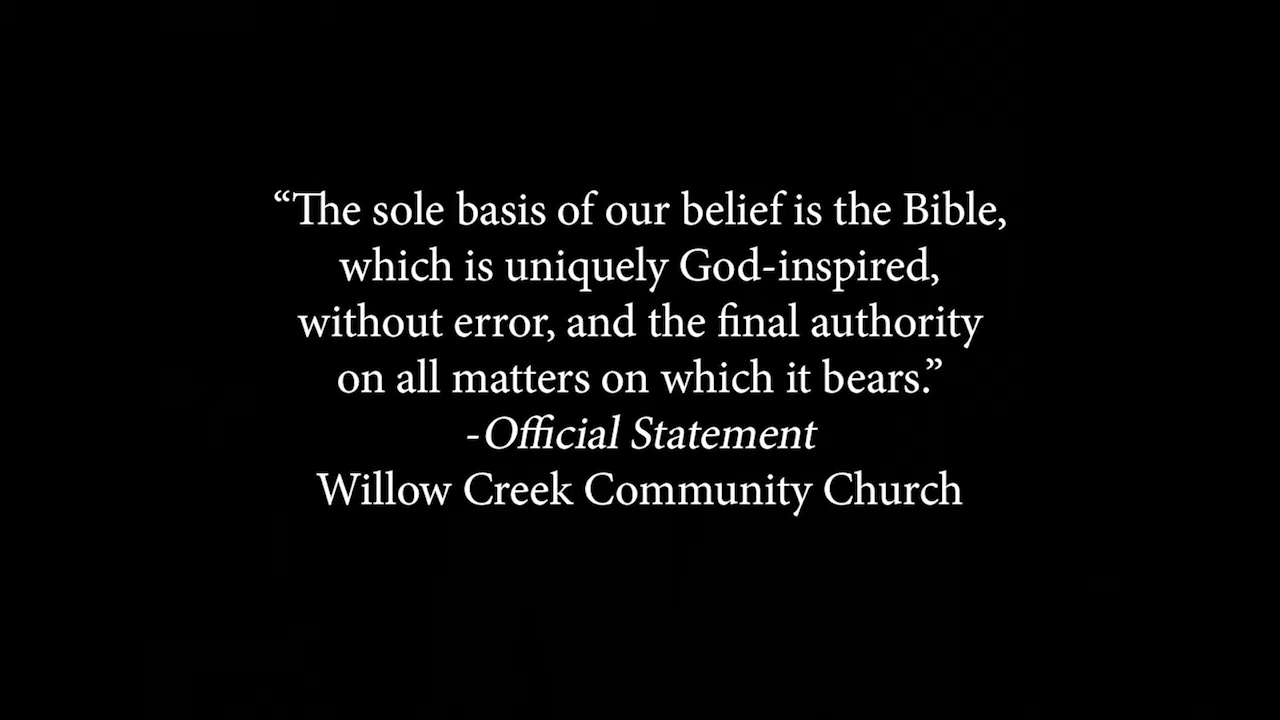 “The sole basis of our belief is the Bible,
which is uniquely God-inspired,
without error, and the final authority
on all matters on which it bears.”
-Official Statement
Willow Creek Community Church